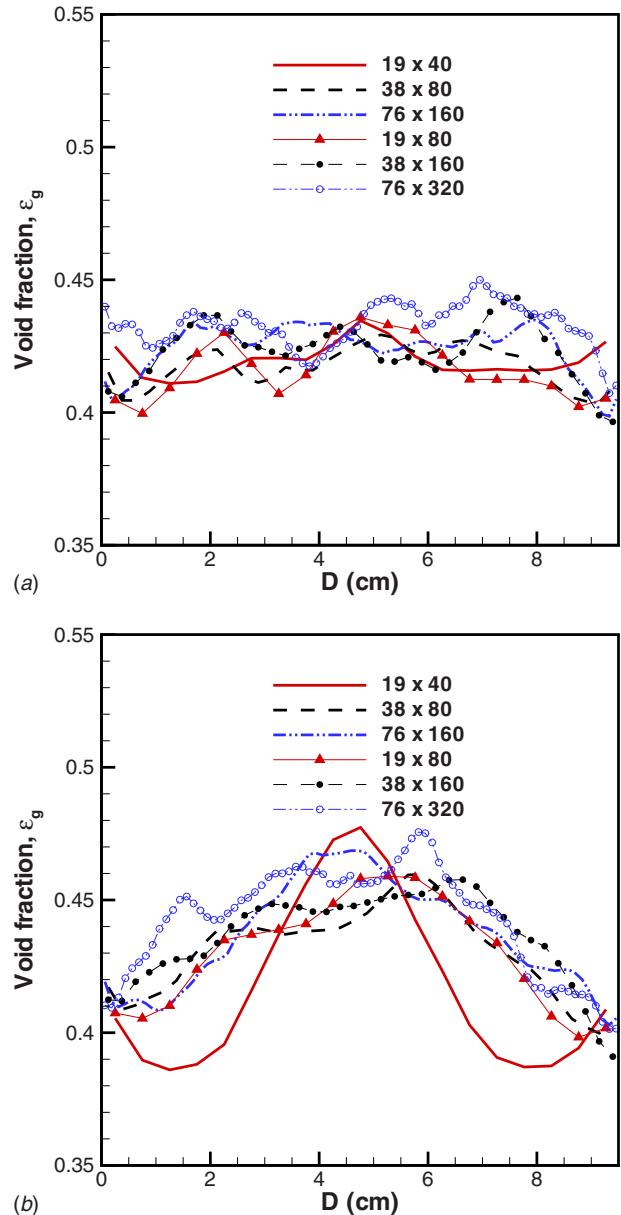 0.55
19 x 40
38 x 80
76 x 160
19 x 80
38 x 160
76 x 320
0.5
0.45
0.4
0.35
Void fraction, εg
0 2 4 6 8
D (cm)
(a)
0.55
19 x 40
38 x 80
76 x 160
19 x 80
38 x 160
76 x 320
0.5
0.45
0.4
0.35
Void fraction, εg
0 2 4 6 8
D (cm)
(b)